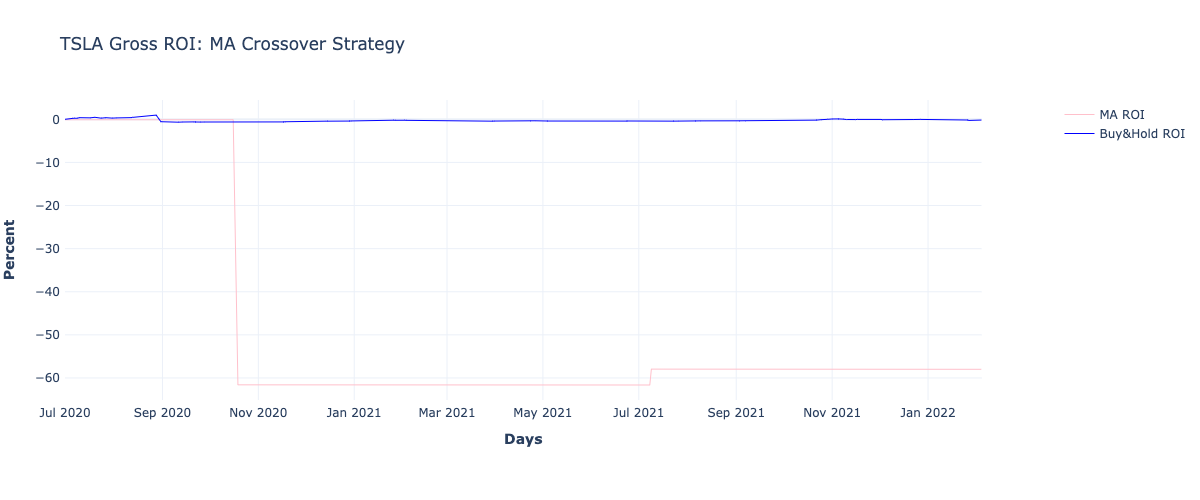 TSLA Gross ROI: MA Crossover Strategy
MA ROI
Buy&Hold ROI
Percent
0
−10
−20
−30
−40
−50
−60
Jul 2020
Sep 2020
Nov 2020
Jan 2021
Mar 2021
May 2021
Jul 2021
Sep 2021
Nov 2021
Jan 2022
Days